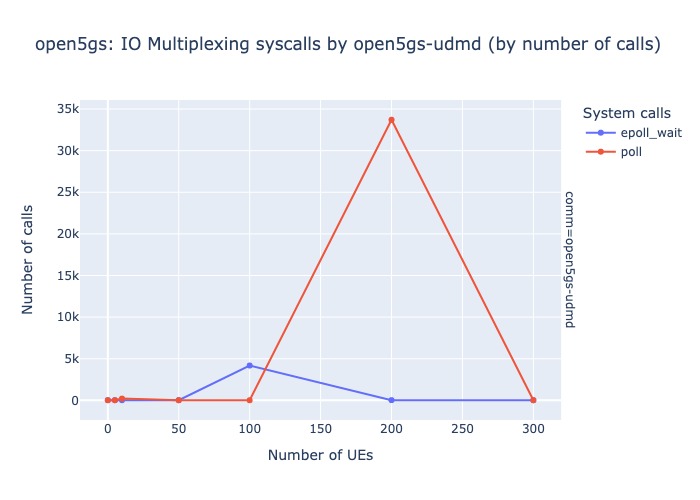 open5gs: IO Multiplexing syscalls by open5gs-udmd (by number of calls)
System calls
epoll_wait
poll
Number of calls
35k
30k
25k
20k
15k
10k
5k
0
comm=open5gs-udmd
0 50 100 150 200 250 300
Number of UEs